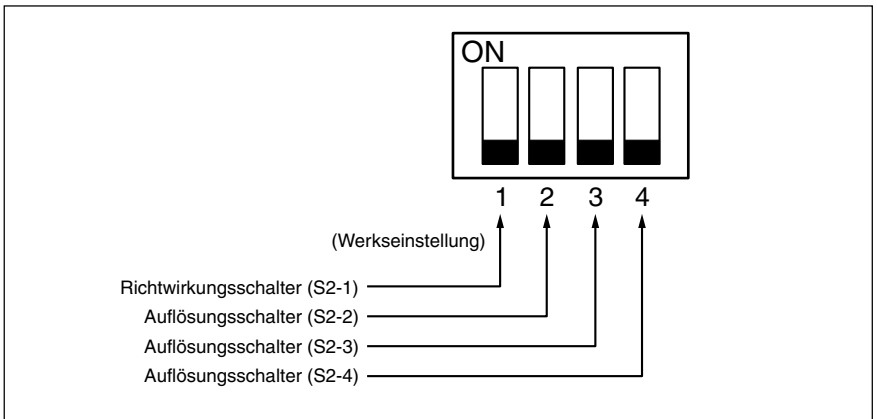 ON
1 2 3 4
(Werkseinstellung)
Richtwirkungsschalter (S2-1)
Auflösungsschalter (S2-2)
Auflösungsschalter (S2-3)
Auflösungsschalter (S2-4)